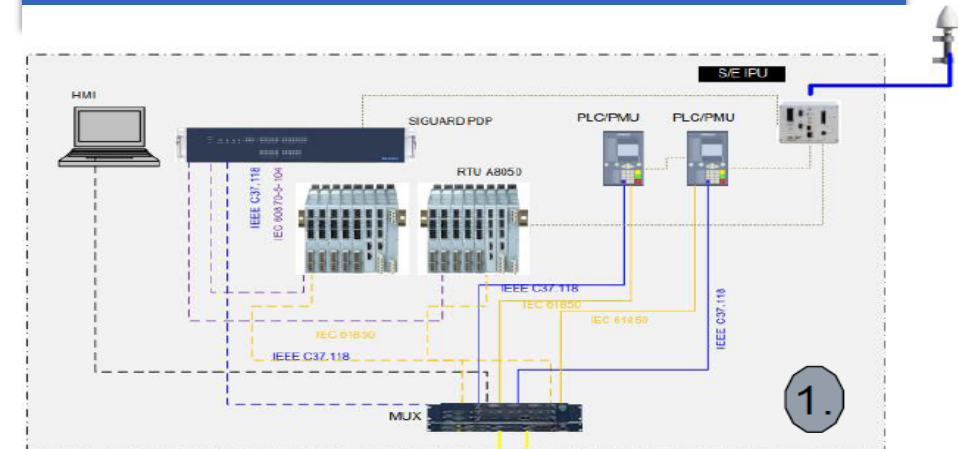 S/E IPU
HMI
SIGUARD PDP
PLC/PMU
PLC/PMU
RTU A8050
IEEE C37.118
IEC 60870-5-104
IEEE C37.118
IEC 61850
IEC 61850
IEEE C37.118
IEC 61850
IEEE C37.118
MUX
1.